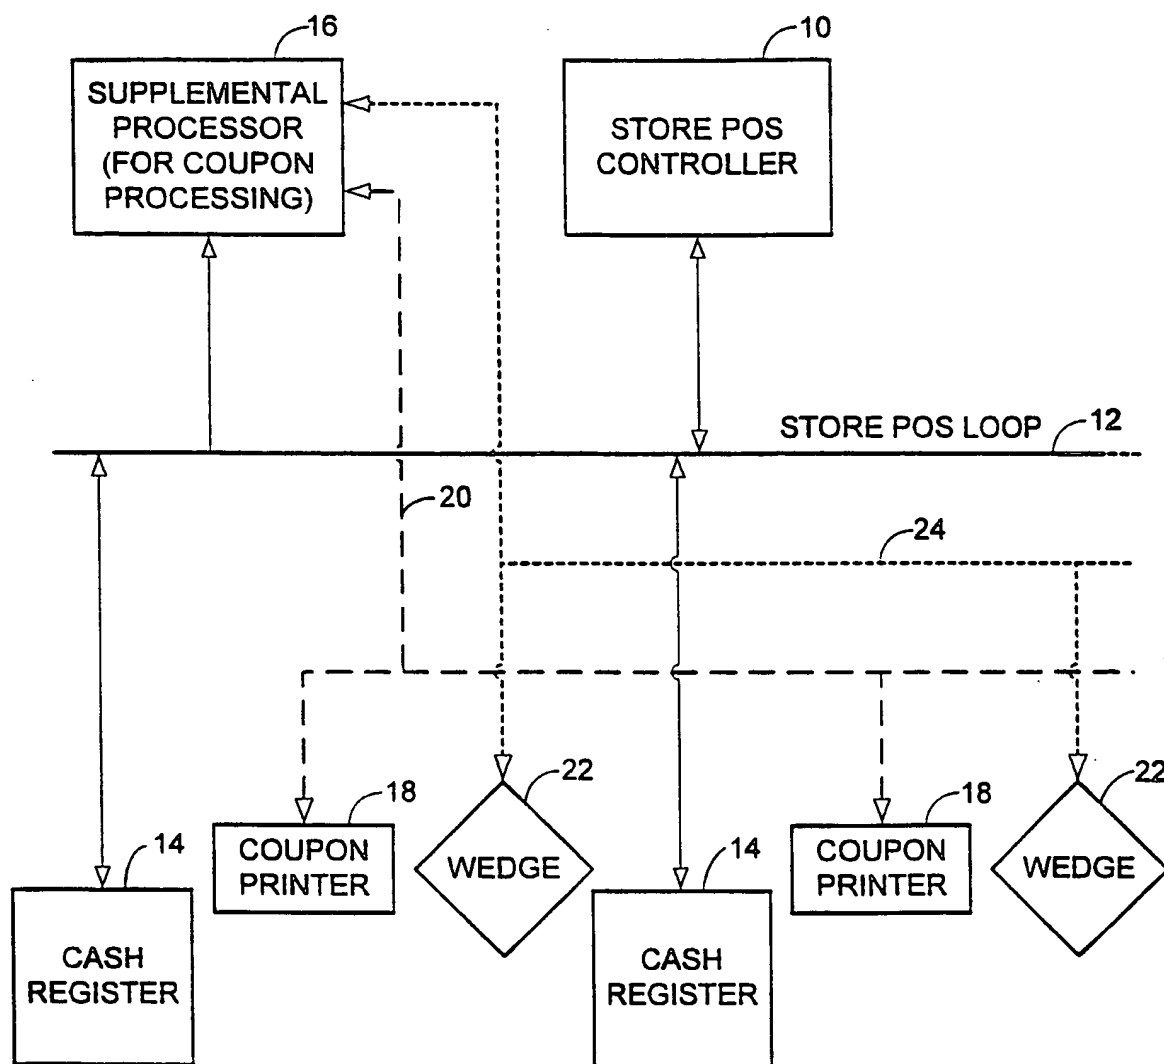 16
10
SUPPLEMENTAL
PROCESSOR
(FOR COUPON
PROCESSING)
STORE POS
CONTROLLER
STORE POS LOOP
12
20
24
18
22
18
22
14
COUPON
PRINTER
WEDGE
14
COUPON
PRINTER
WEDGE
CASH
REGISTER
CASH
REGISTER